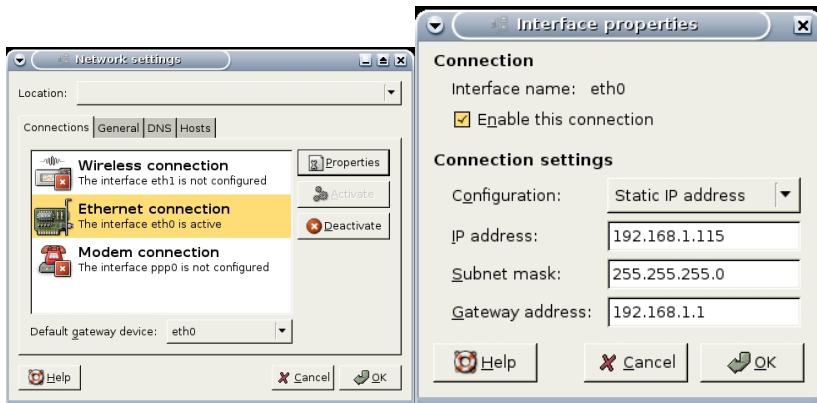 Network settings
Location:
Connections General DNS Hosts
Wireless connection
The interface eth1 is not configured
Ethernet connection
The interface eth0 is active
Modem connection
The interface ppp0 is not configured
Properties
Activate
Deactivate
Default gateway device: eth0
Help
Cancel
OK
Interface properties
Connection
Interface name: eth0
Enable this connection
Connection settings
Configuration: Static IP address
IP address: 192.168.1.115
Subnet mask: 255.255.255.0
Gateway address: 192.168.1.1
Help
Cancel
OK